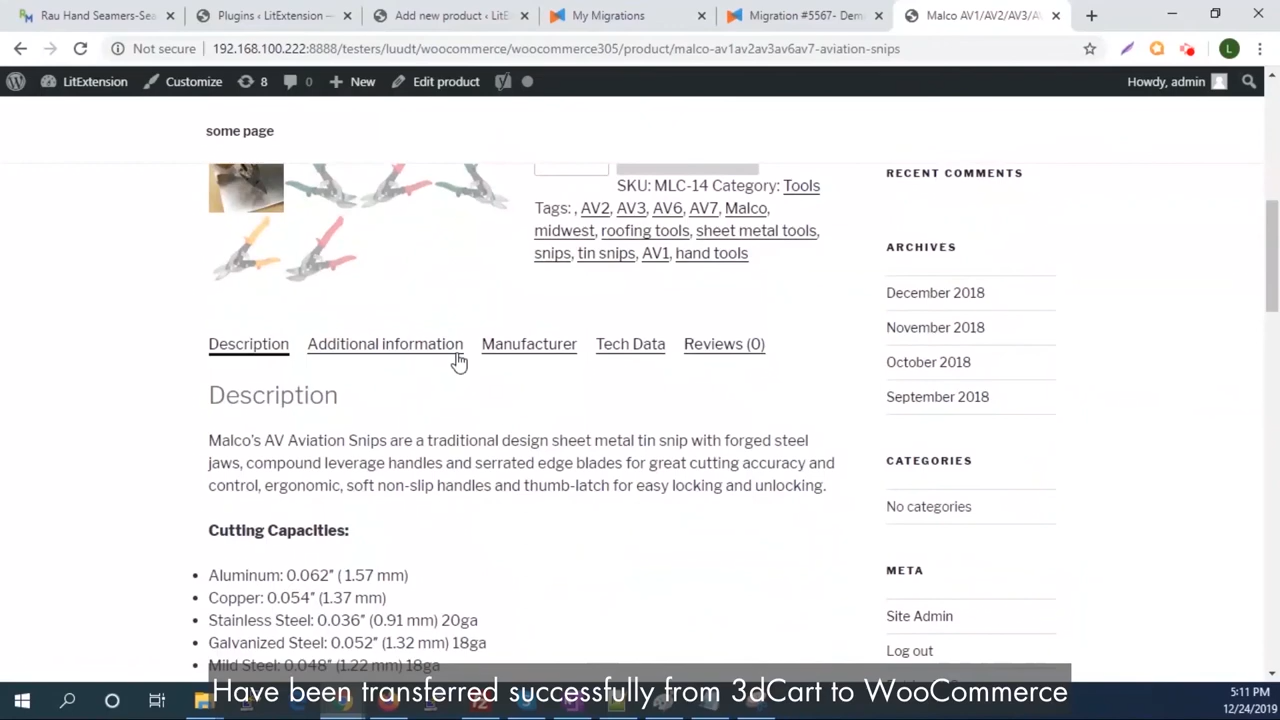 Rau Hand Seamers-Sea
Plugins ‹ LitExtension —
Add new product ‹ LitE
My Migrations
Migration #5567- Dem
Malco AV1/AV2/AV3/A
Not secure
192.168.100.222:8888/testers/luudt/woocommerce/woocommerce305/product/malco-av1av2av3av6av7-aviation-snips
L
LitExtension
Customize
8
0
New
Edit product
Howdy, admin
some page
RECENT COMMENTS
SKU: MLC-14 Category: Tools
Tags: , AV2, AV3, AV6, AV7, Malco,
midwest, roofing tools, sheet metal tools,
snips, tin snips, AV1, hand tools
ARCHIVES
December 2018
November 2018
October 2018
September 2018
Description
Additional information
Manufacturer
Tech Data
Reviews (0)
Description
Malco's AV Aviation Snips are a traditional design sheet metal tin snip with forged steel
jaws, compound leverage handles and serrated edge blades for great cutting accuracy and
control, ergonomic, soft non-slip handles and thumb-latch for easy locking and unlocking.
CATEGORIES
No categories
Cutting Capacities:
META
Aluminum: 0.062″ ( 1.57 mm)
Copper: 0.054″ (1.37 mm)
Stainless Steel: 0.036″ (0.91 mm) 20ga
Galvanized Steel: 0.052″ (1.32 mm) 18ga
Mild Steel: 0.048″ (1.22 mm) 18ga
Site Admin
Log out
Have been transferred successfully from 3dCart to WooCommerce
5:11 PM
12/24/2019